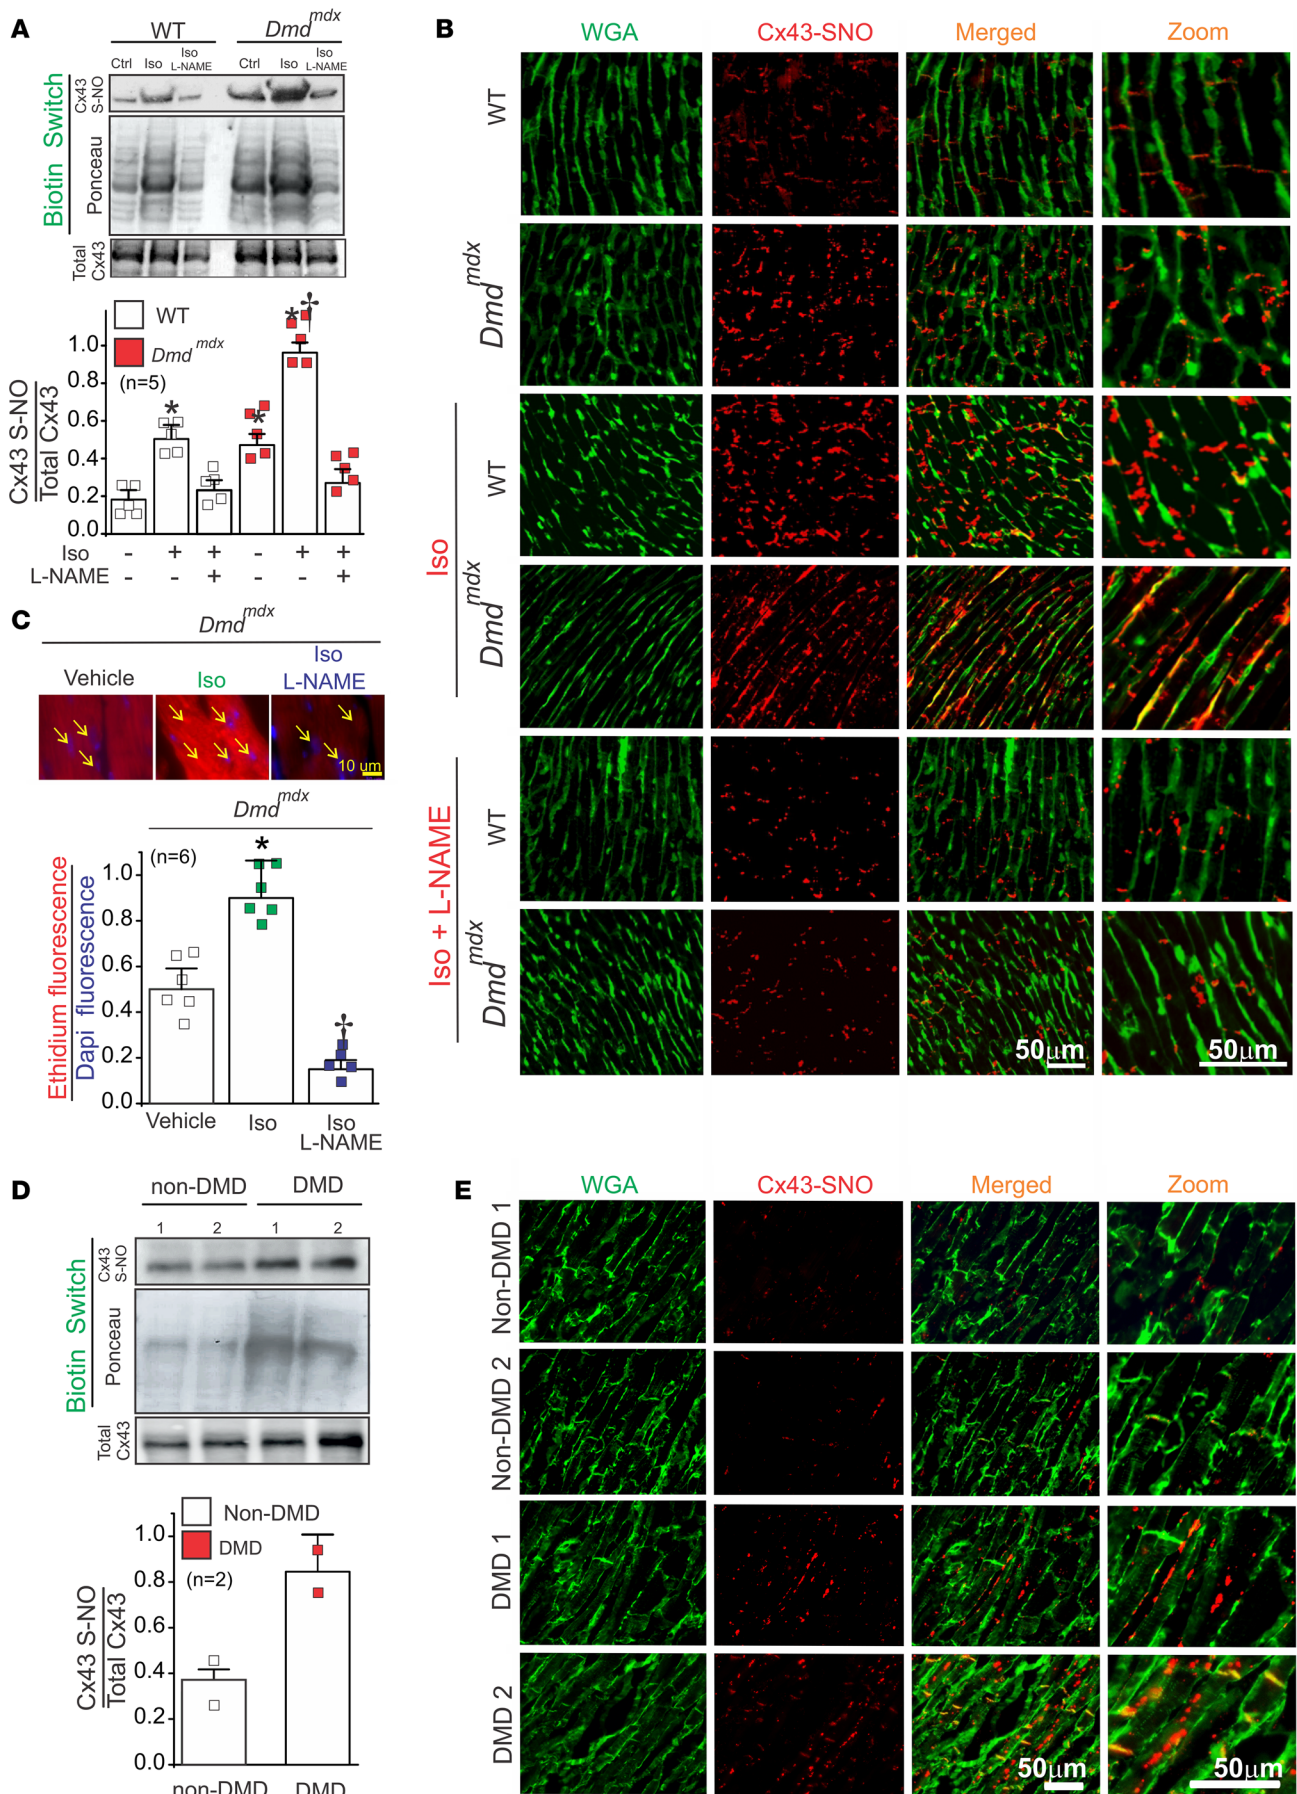 A
WT
Dmd mdx
Ctrl
Iso
Iso
L-NAME
Ctrl
Iso
Iso
L-NAME
Biotin Switch
Cx43
S-NO
Ponceau
Total
Cx43
WT
Dmd mdx
(n=5)
Cx43 S-NO
Total Cx43
1.0
0.8
0.6
0.4
0.2
0.0
*
*
*†
Iso - + + - + +
L-NAME - - + - - +
B
WGA
Cx43-SNO
Merged
Zoom
WT
Dmd mdx
Iso
WT
Dmd mdx
Iso + L-NAME
WT
Dmd mdx
50µm
50µm
C
Dmd mdx
Vehicle
Iso
Iso
L-NAME
10 um
Dmd mdx
(n=6)
Ethidium fluorescence
Dapi fluorescence
1.0
0.8
0.6
0.4
0.2
0.0
*
†
Vehicle
Iso
Iso
L-NAME
D
non-DMD
DMD
1
2
1
2
Biotin Switch
Cx43
S-NO
Ponceau
Total
Cx43
Non-DMD
DMD
(n=2)
Cx43 S-NO
Total Cx43
1.0
0.8
0.6
0.4
0.2
0.0
non-DMD
DMD
E
WGA
Cx43-SNO
Merged
Zoom
Non-DMD 1
Non-DMD 2
DMD 1
DMD 2
50µm
50µm